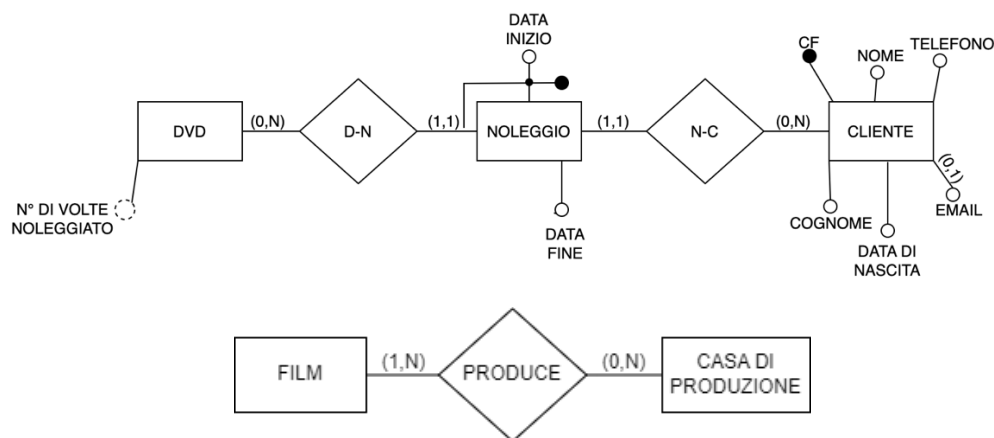 DATA
INIZIO
CF
NOME
TELEFONO
DVD
(0,N)
D-N
(1,1)
NOLEGGIO
(1,1)
N-C
(0,N)
CLIENTE
(0,1)
N° DI VOLTE
NOLEGGIATO
DATA
FINE
COGNOME
DATA DI
NASCITA
EMAIL
FILM
(1,N)
PRODUCE
(0,N)
CASA DI
PRODUZIONE